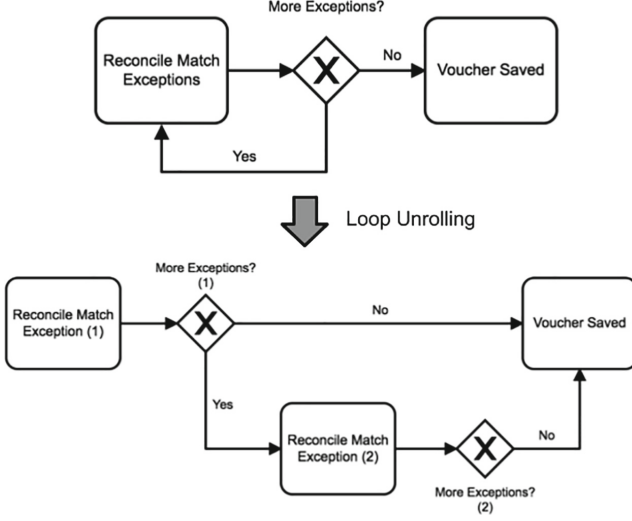 More Exceptions?
Reconcile Match
Exceptions
X
No
Voucher Saved
Yes
Loop Unrolling
More Exceptions?
(1)
Reconcile Match
Exception (1)
X
No
Voucher Saved
Yes
Reconcile Match
Exception (2)
X
No
More Exceptions?
(2)